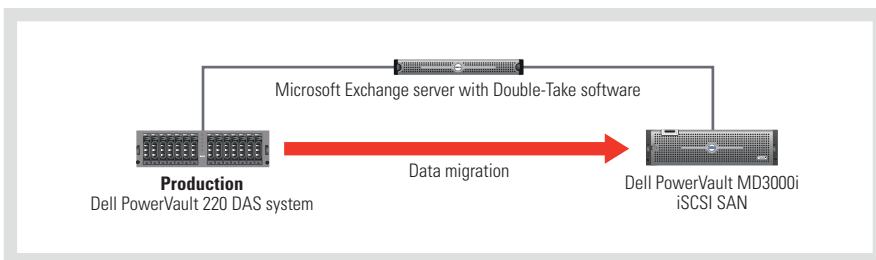 Microsoft Exchange server with Double-Take software
Data migration
Production
Dell PowerVault 220 DAS system
Dell PowerVault MD3000i
iSCSI SAN